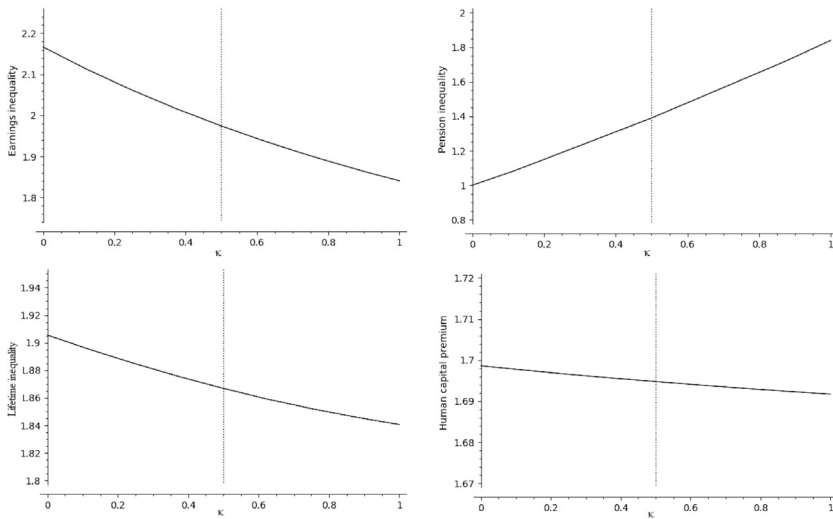 Earnings inequality
2.2
2.1
2
1.9
1.8
0 0.2 0.4 0.6 0.8 1
κ
Pension inequality
2
1.8
1.6
1.4
1.2
1
0.8
0 0.2 0.4 0.6 0.8 1
κ
Lifetime inequality
1.94
1.92
1.9
1.88
1.86
1.84
1.82
1.8
0 0.2 0.4 0.6 0.8 1
κ
Human capital premium
1.72
1.71
1.7
1.69
1.68
1.67
0 0.2 0.4 0.6 0.8 1
κ